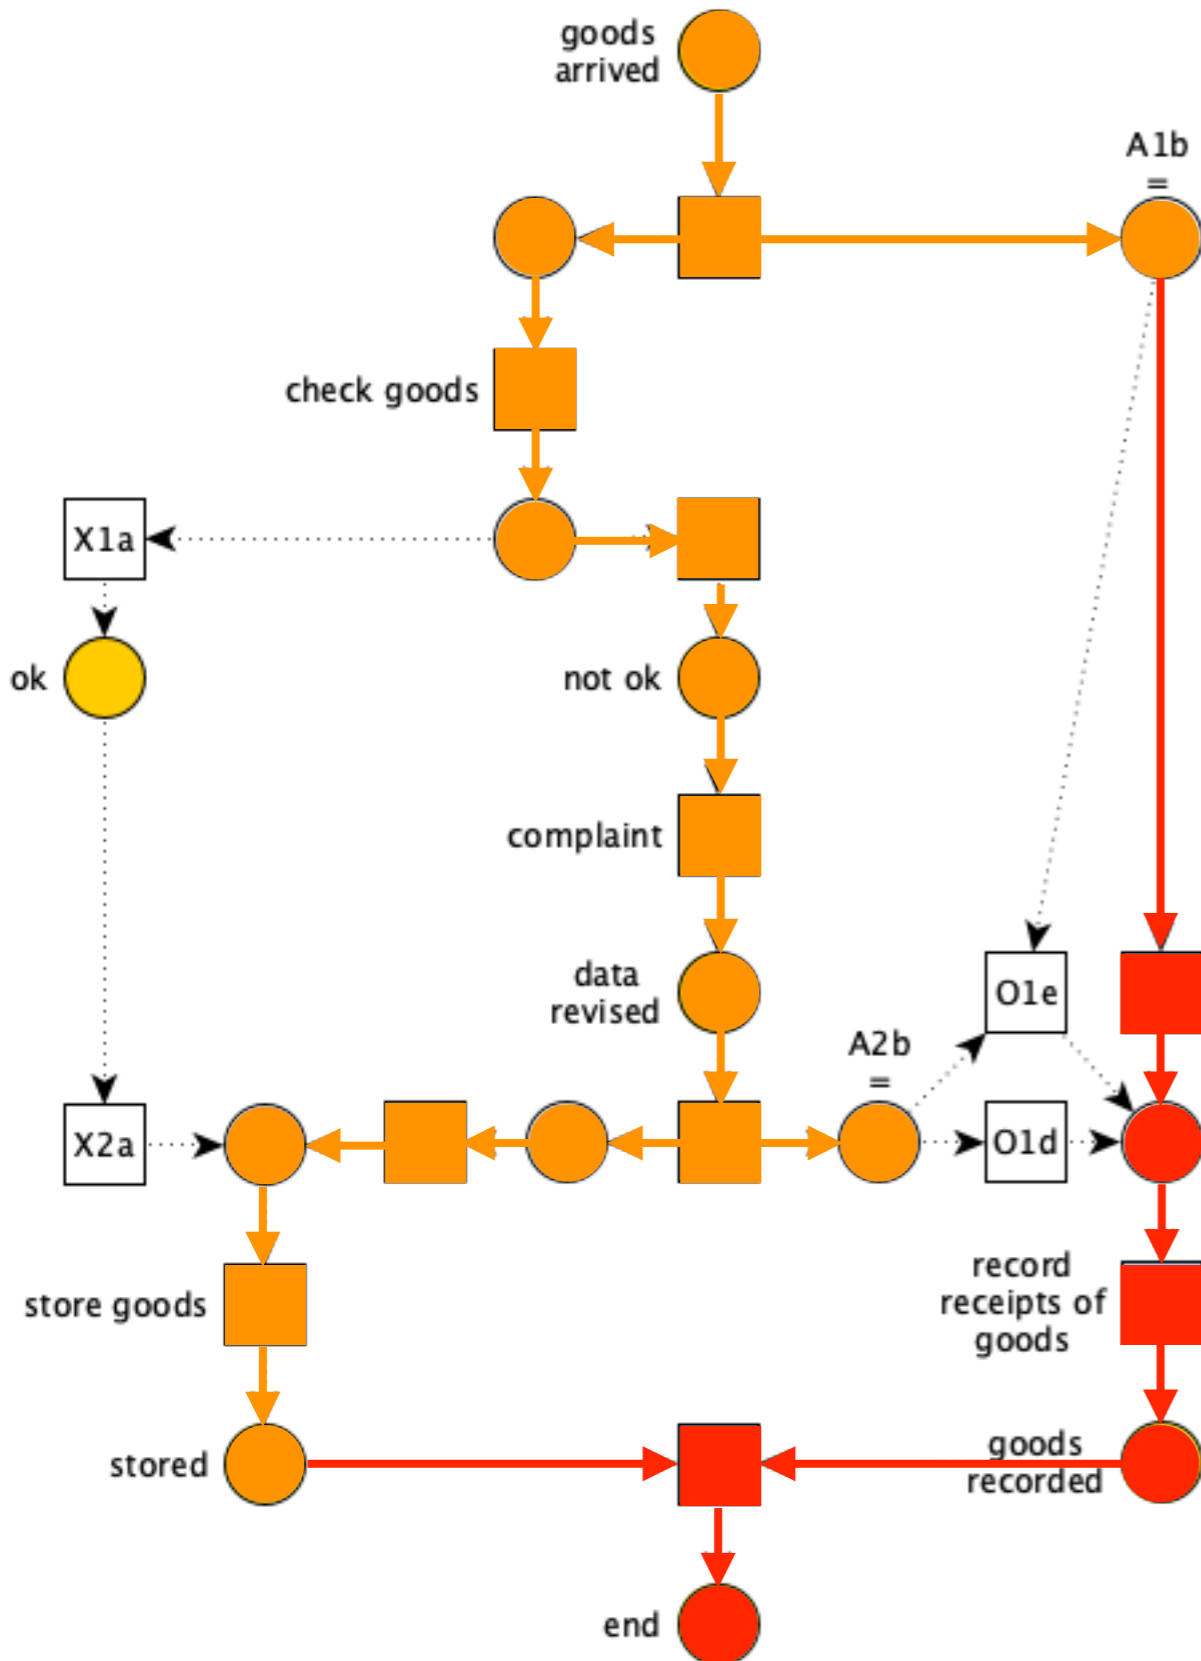 goods
arrived
A1b
=
check goods
X1a
ok
not ok
complaint
data
revised
O1e
A2b
=
X2a
O1d
store goods
record
receipts of
goods
stored
goods
recorded
end